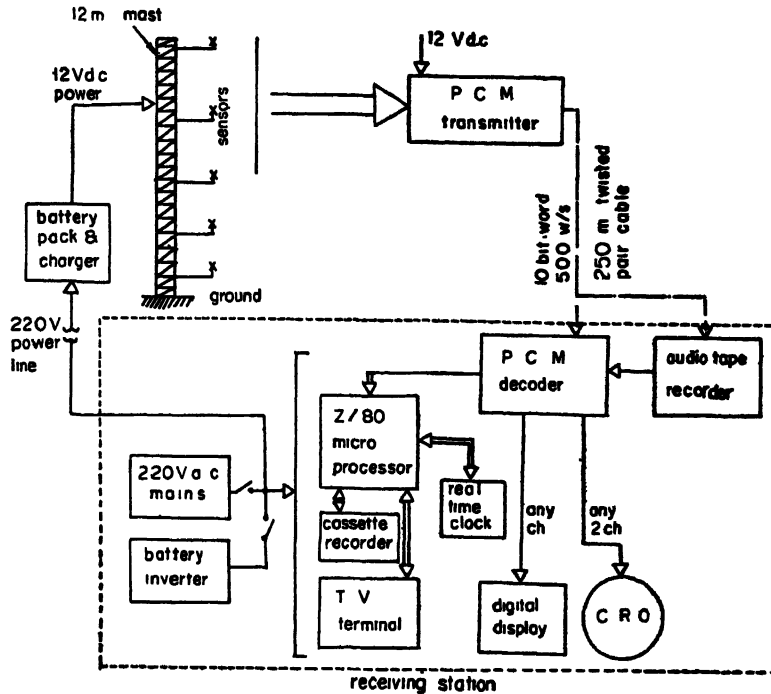 12 m mast
12Vdc
power
sensors
12 Vd.c
P C M
transmitter
battery
pack &
charger
ground
10 bit-word
500 w/s
250 m twisted
pair cable
220V
power
line
P C M
decoder
audio tape
recorder
Z/80
micro
processor
220V a c
mains
real
time
clock
cassette
recorder
any
ch
any
2ch
battery
inverter
T V
terminal
digital
display
C R O
receiving station